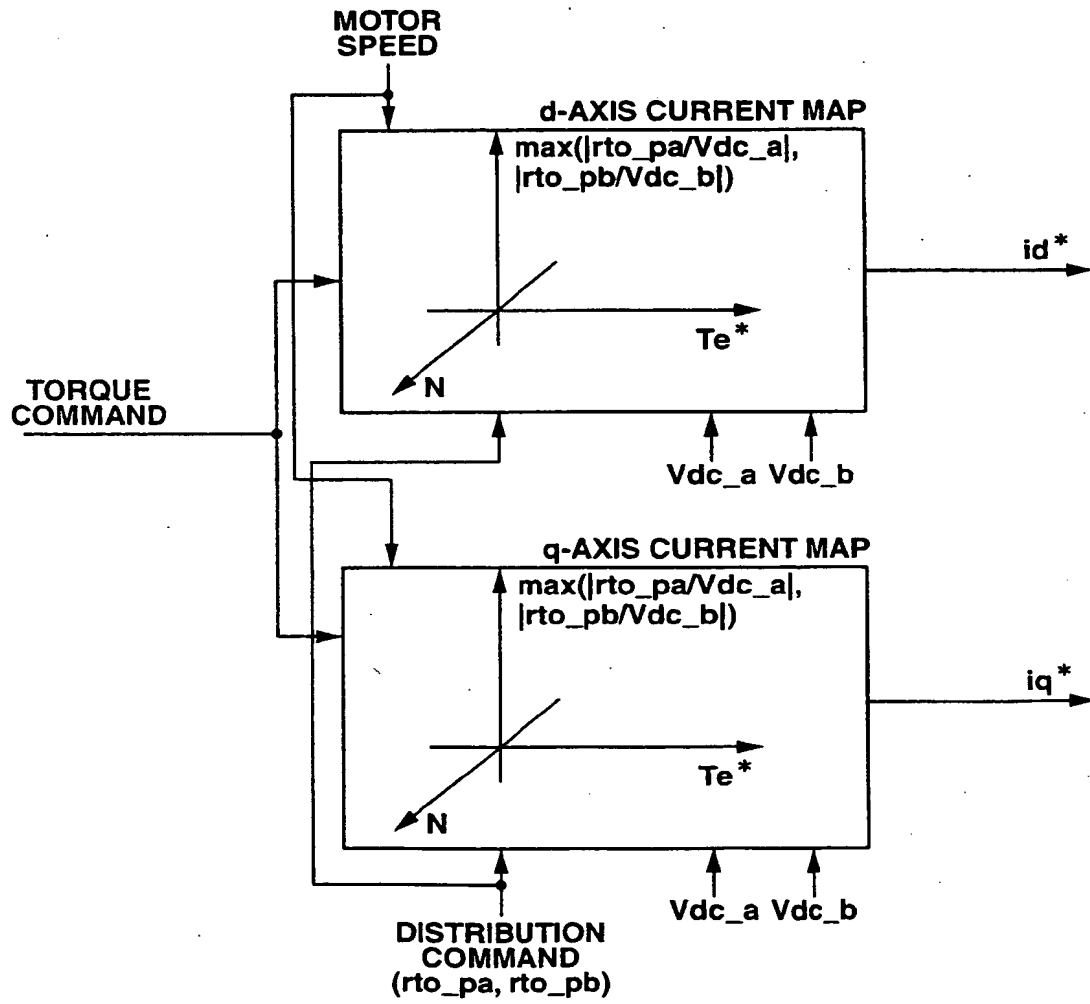 MOTOR
SPEED
d-AXIS CURRENT MAP
max(|rto_pa/Vdc_a|,
|rto_pb/Vdc_b|)
id*
Te*
N
TORQUE
COMMAND
Vdc_a Vdc_b
q-AXIS CURRENT MAP
max(|rto_pa/Vdc_a|,
|rto_pb/Vdc_b|)
iq*
Te*
N
Vdc_a Vdc_b
DISTRIBUTION
COMMAND
(rto_pa, rto_pb)